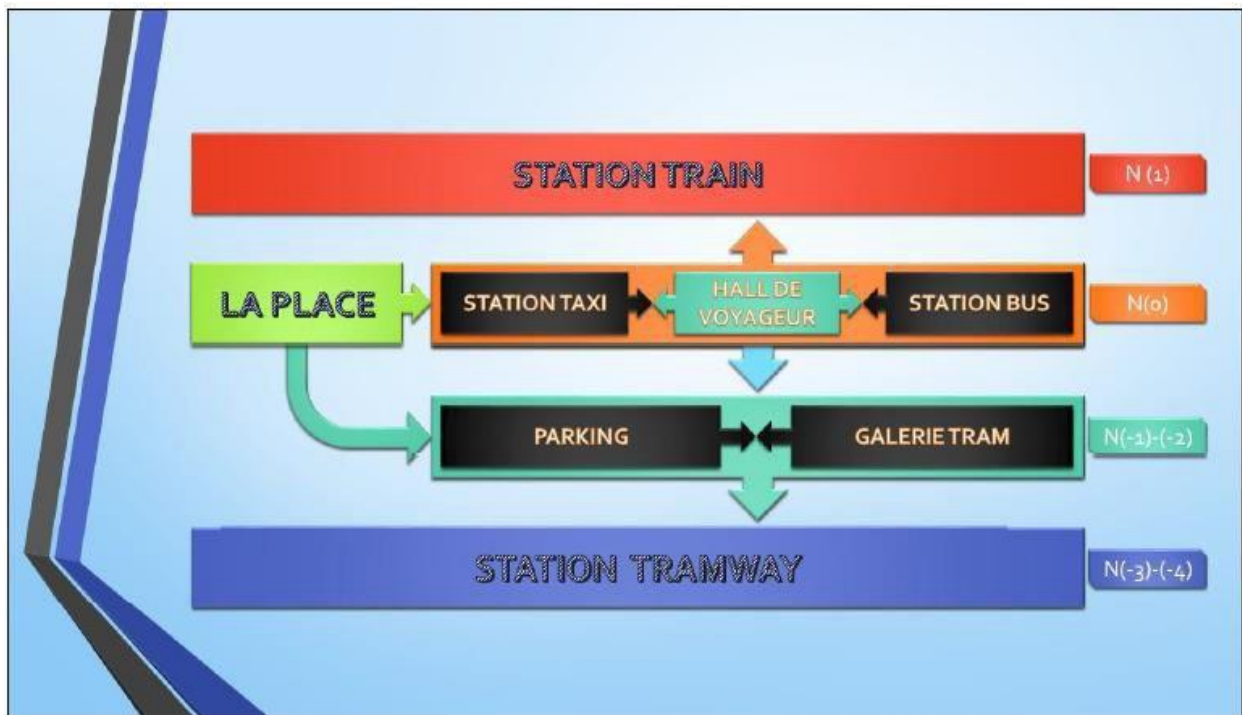 STATION TRAIN
N (1)
LA PLACE
STATION TAXI
HALL DE
VOYAGEUR
STATION BUS
N(0)
PARKING
GALERIE TRAM
N(-1)-(-2)
STATION TRAMWAY
N(-3)-(-4)